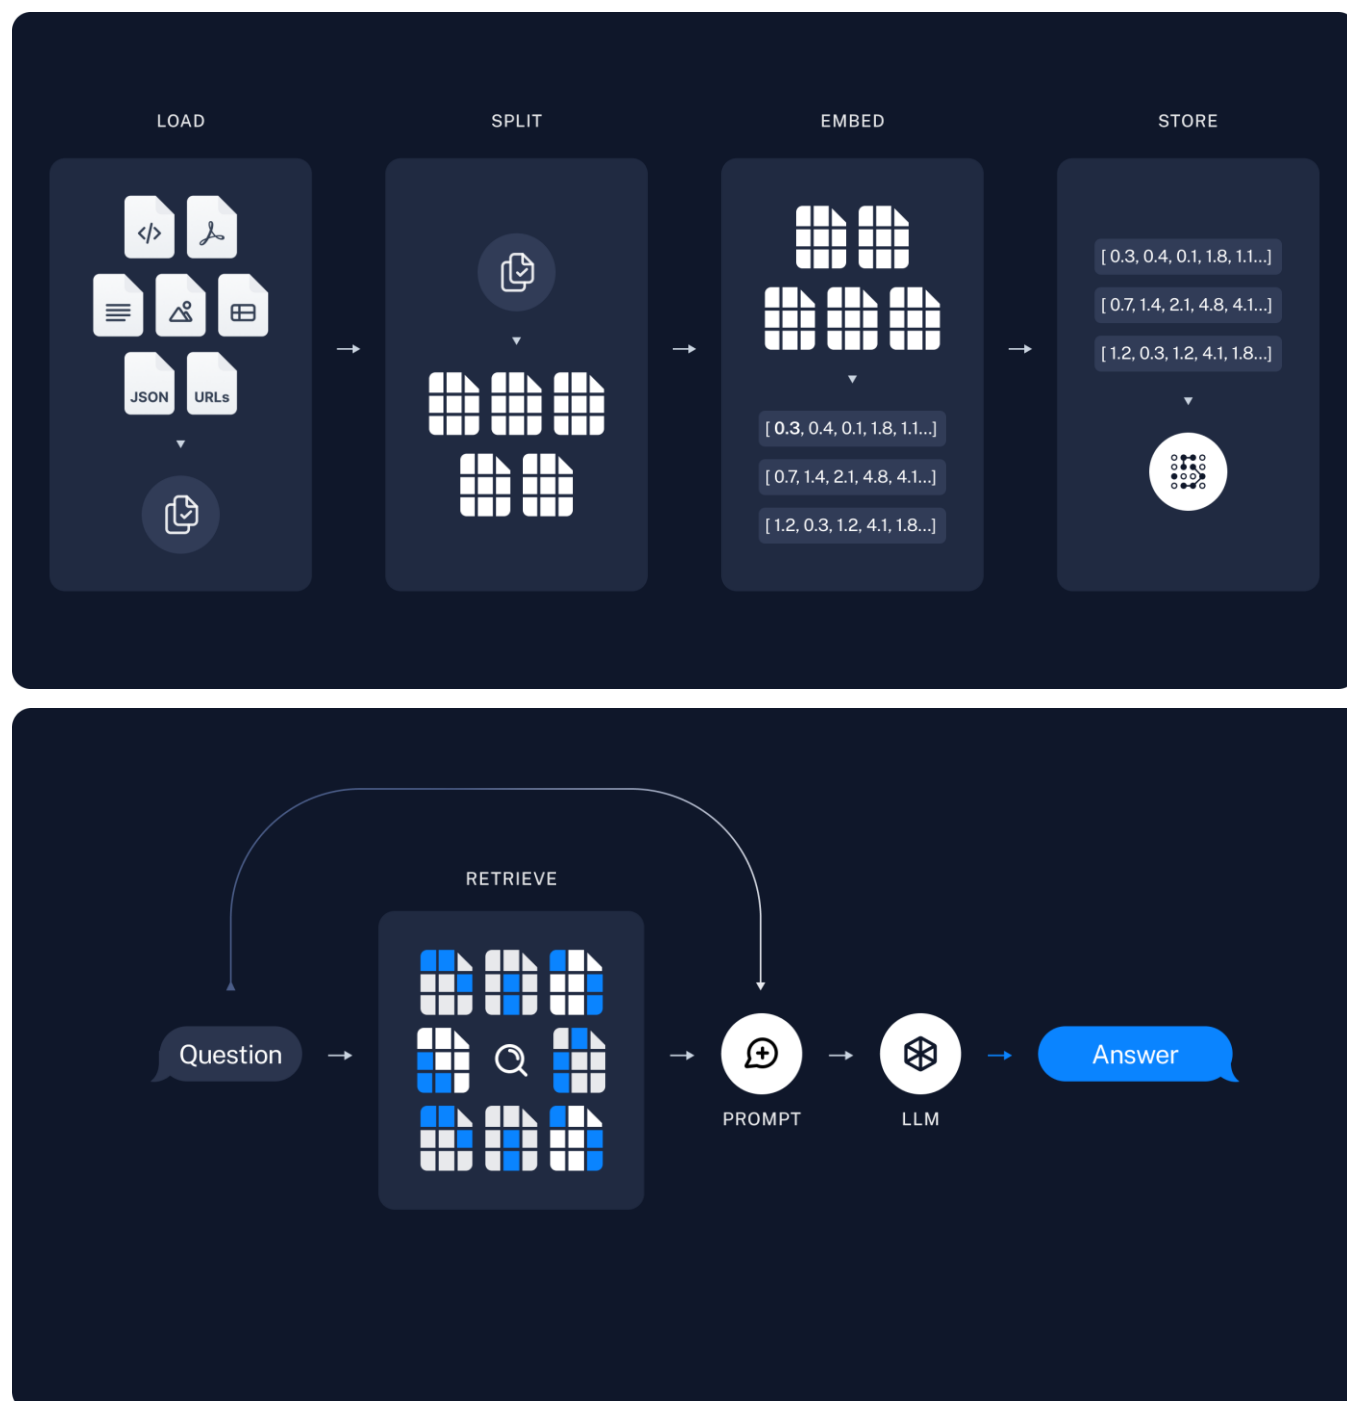 LOAD
SPLIT
EMBED
STORE
</>
JSON
URLs
[ 0.3, 0.4, 0.1, 1.8, 1.1...]
[ 0.7, 1.4, 2.1, 4.8, 4.1...]
[ 1.2, 0.3, 1.2, 4.1, 1.8...]
[ 0.3, 0.4, 0.1, 1.8, 1.1...]
[ 0.7, 1.4, 2.1, 4.8, 4.1...]
[ 1.2, 0.3, 1.2, 4.1, 1.8...]
RETRIEVE
Question
PROMPT
LLM
Answer